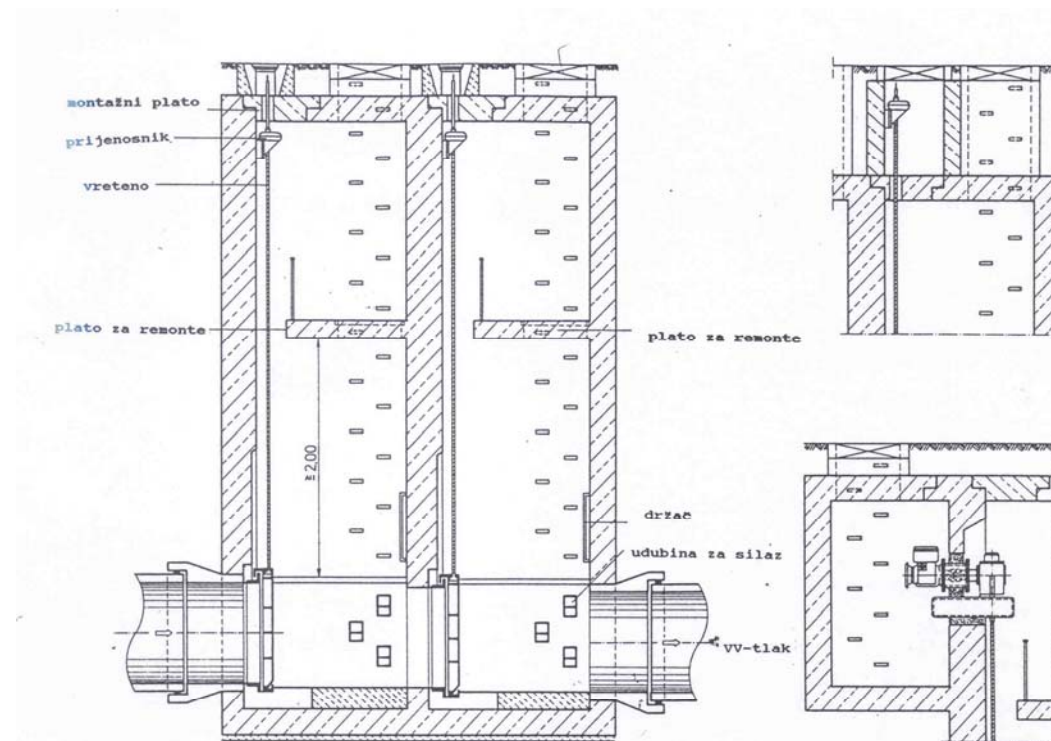 montažni plato
prijenosnik
vreteno
plato za remonte
plato za remonte
≥2,00
držač
udubina za silaz
VV-tlak